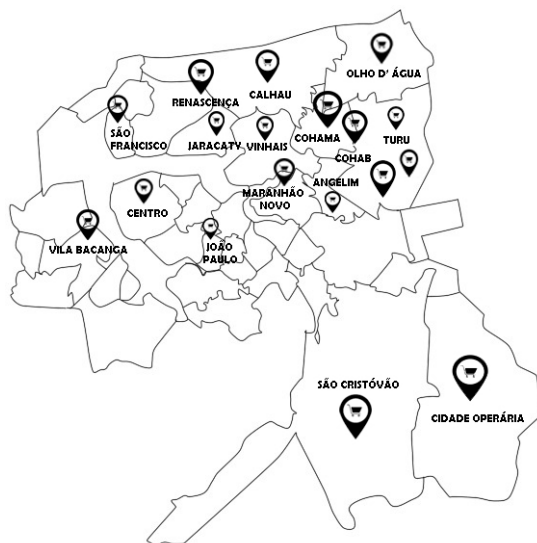 OLHO D' ÁGUA
CALHAU
RENASCENÇA
SÃO
FRANCISCO
JARACATY
VINHAIS
COHAMA
TURU
COHAB
ANGELIM
MARANHÃO
NOVO
CENTRO
JOÃO
PAULO
VILA BACANGA
SÃO CRISTÓVÃO
CIDADE OPERÁRIA